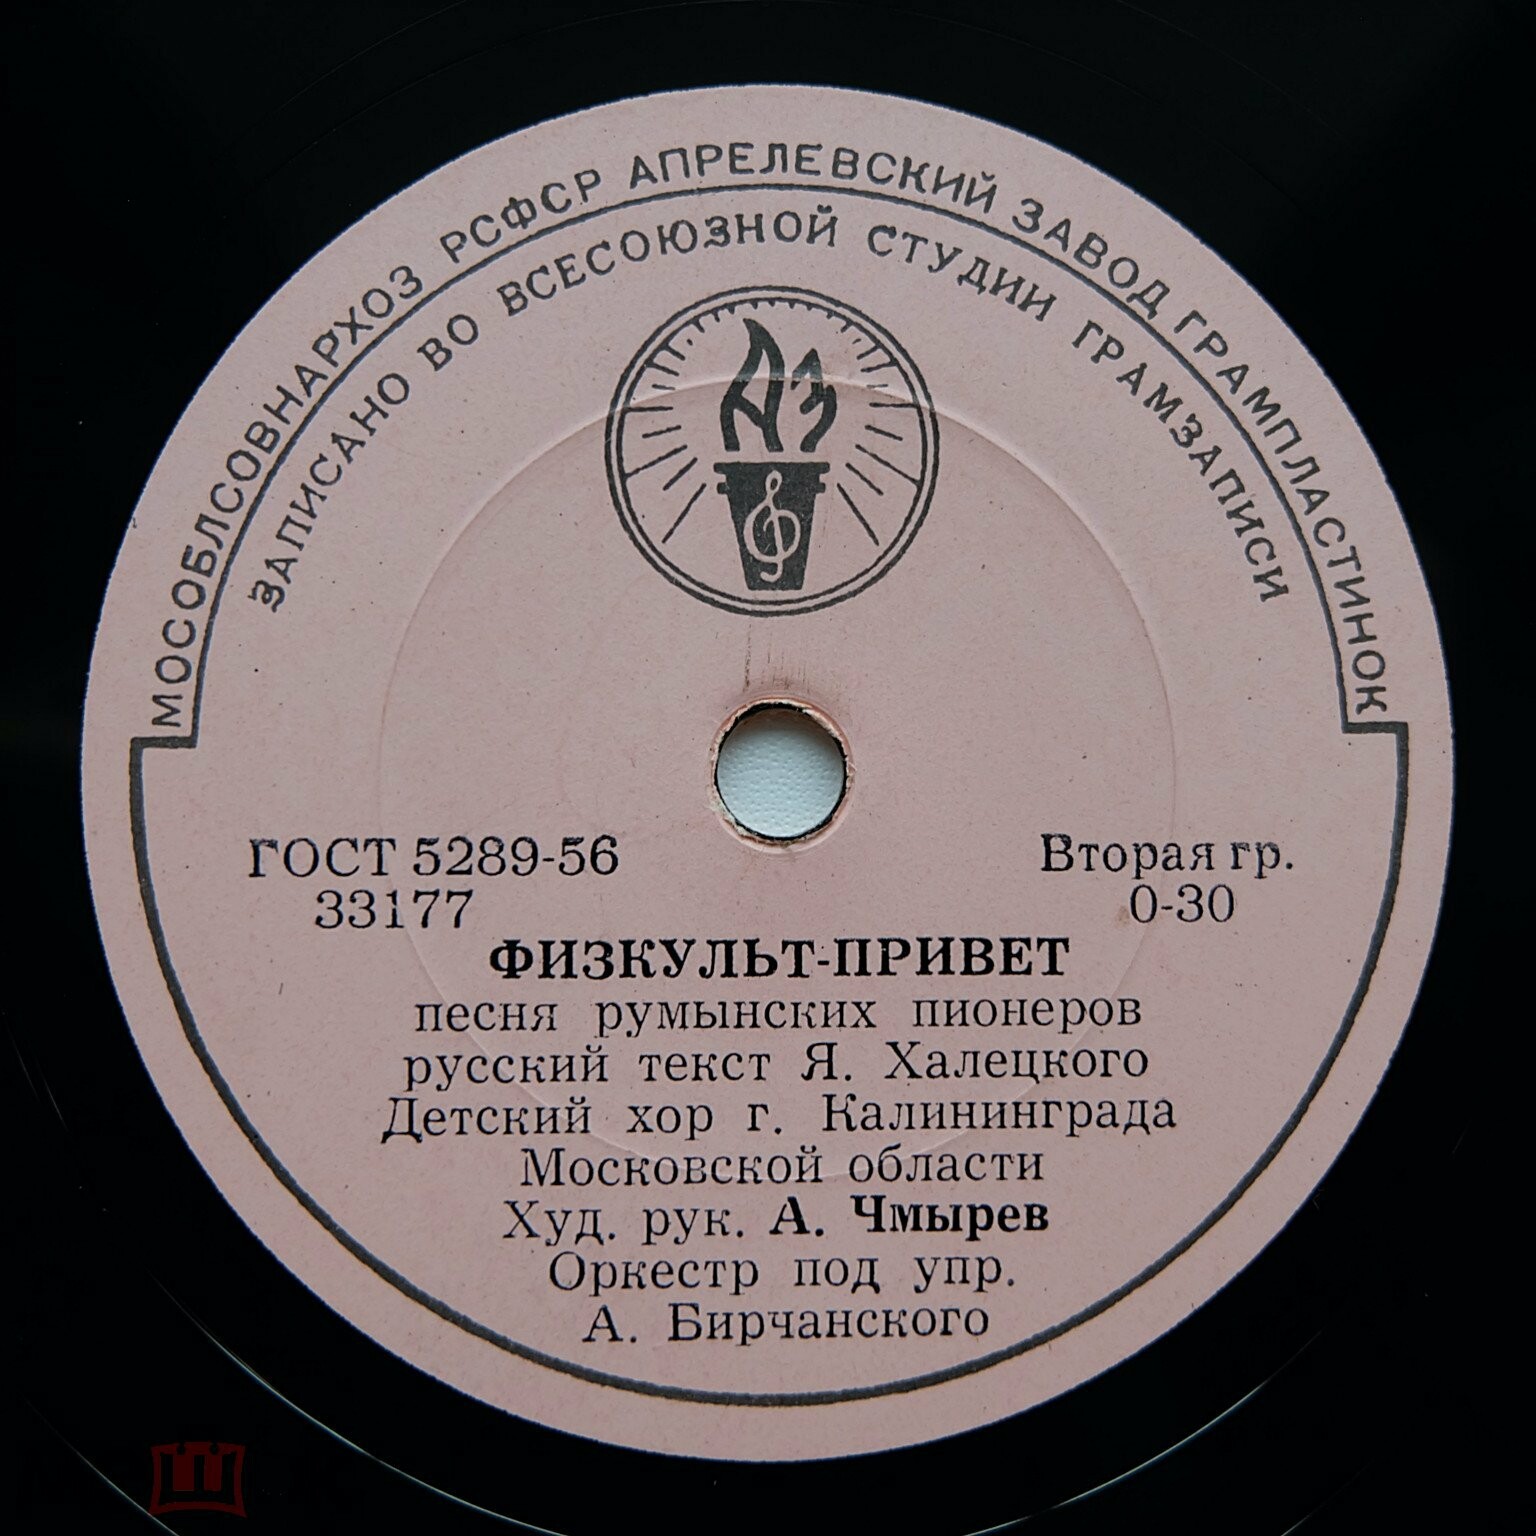 МОСОБЛСОВНАРХОЗ РСФСР АПРЕЛЕВСКИЙ ЗАВОД ГРАМПЛАСТИНОК
ЗАПИСАНО ВО ВСЕСОЮЗНОЙ СТУДИИ ГРАМЗАПИСИ
АЗ
ГОСТ 5289-56
33177
Вторая гр.
0-30
ФИЗКУЛЬТ-ПРИВЕТ
песня румынских пионеров
русский текст Я. Халецкого
Детский хор г. Калининграда
Московской области
Худ. рук. А. Чмырев
Оркестр под упр.
А. Бирчанского